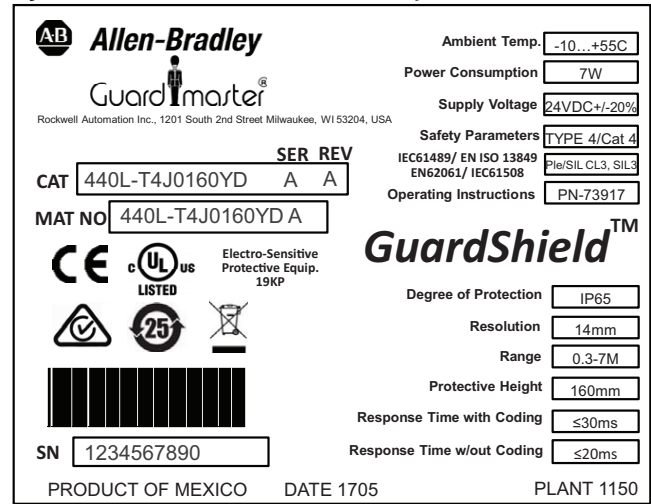 AB Allen-Bradley
Guardmaster®
Rockwell Automation Inc., 1201 South 2nd Street Milwaukee, WI 53204, USA
SER REV
CAT 440L-T4J0160YD A A
MAT NO 440L-T4J0160YD A
CE
c UL US
LISTED
Electro-Sensitive
Protective Equip.
19KP
25
SN 1234567890
PRODUCT OF MEXICO DATE 1705 PLANT 1150
Ambient Temp. -10...+55C
Power Consumption 7W
Supply Voltage 24VDC+/-20%
Safety Parameters TYPE 4/Cat 4
IEC61489/ EN ISO 13849
EN62061/ IEC61508
Ple/SIL CL3, SIL3
Operating Instructions PN-73917
GuardShield™
Degree of Protection IP65
Resolution 14mm
Range 0.3-7M
Protective Height 160mm
Response Time with Coding ≤30ms
Response Time w/out Coding ≤20ms